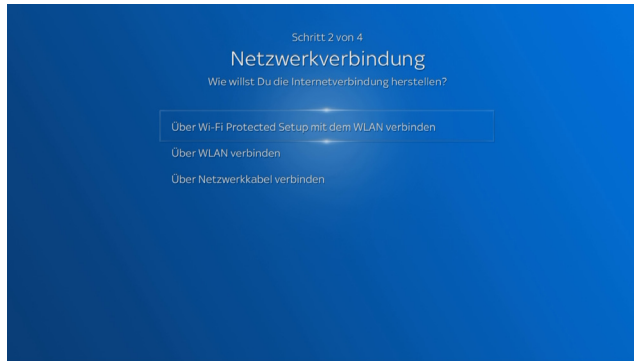 Schritt 2 von 4
Netzwerkverbindung
Wie willst Du die Internetverbindung herstellen?
Über Wi-Fi Protected Setup mit dem WLAN verbinden
Über WLAN verbinden
Über Netzwerkkabel verbinden